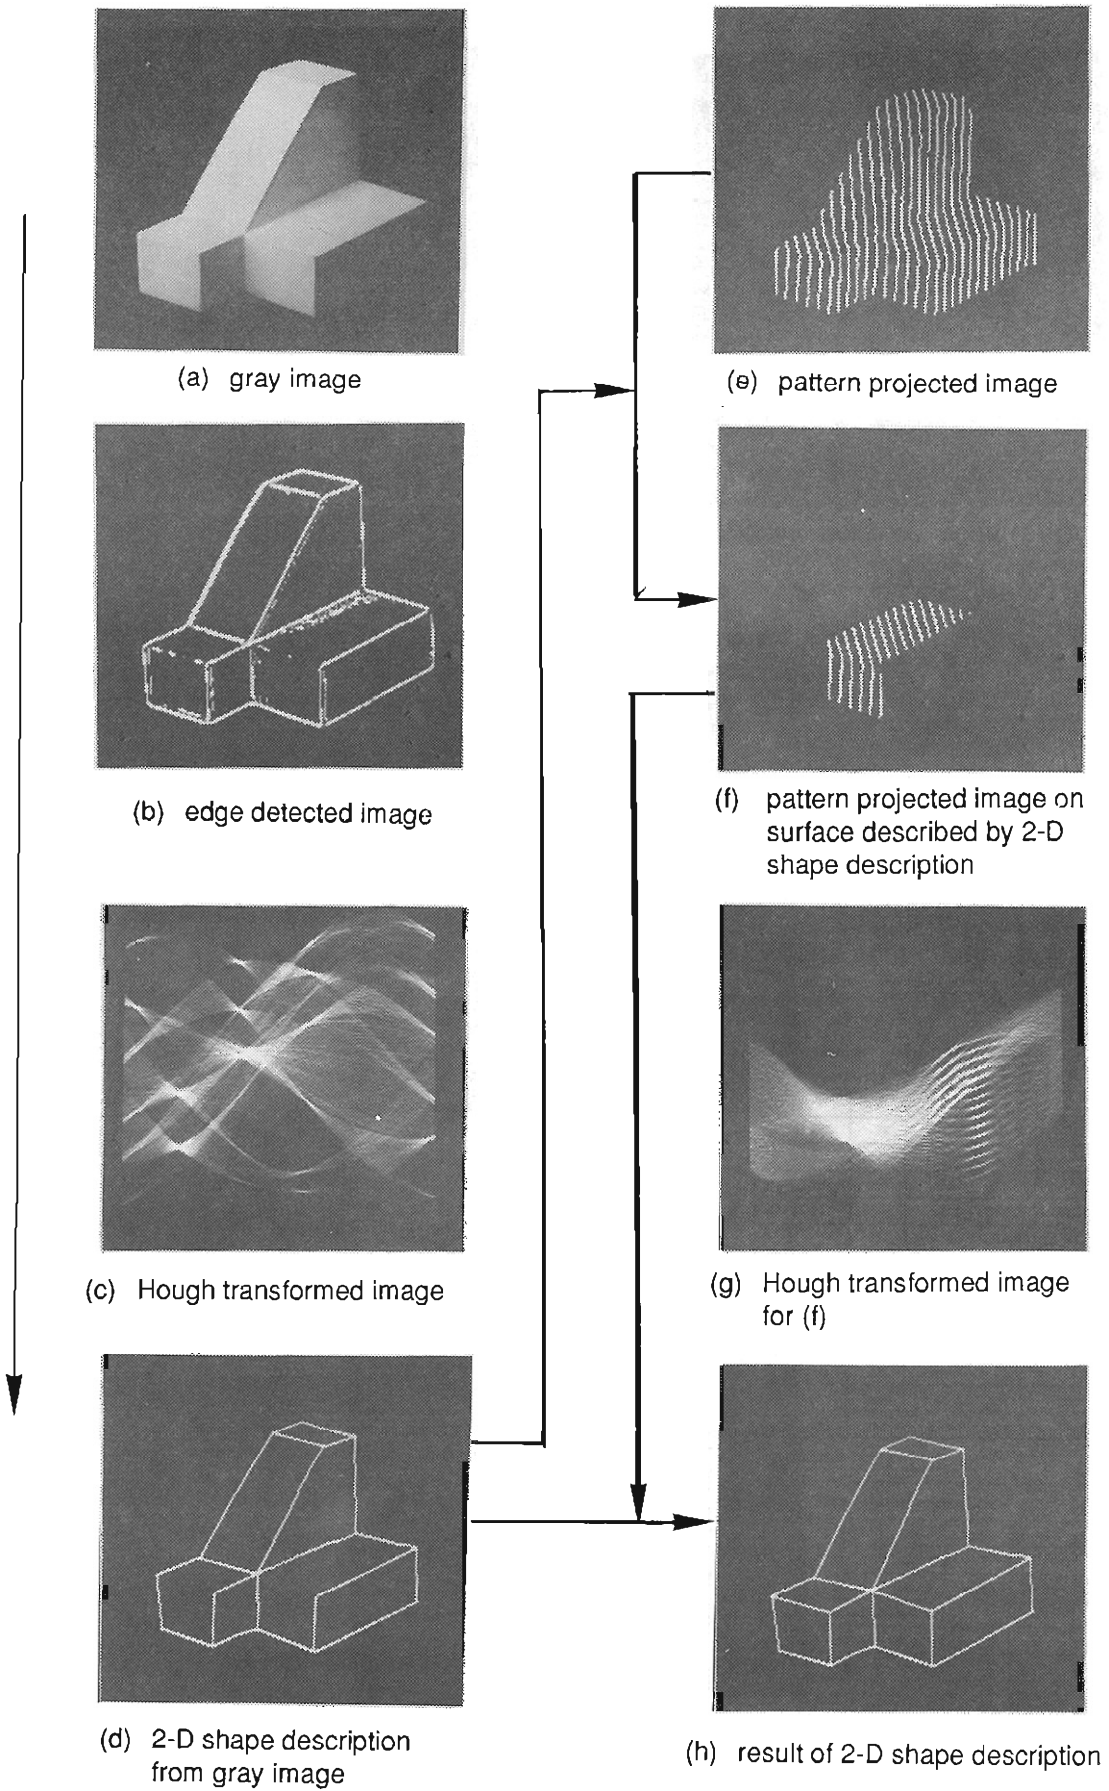 (a) gray image
(b) edge detected image
(c) Hough transformed image
(d) 2-D shape description
from gray image
(e) pattern projected image
(f) pattern projected image on
surface described by 2-D
shape description
(g) Hough transformed image
for (f)
(h) result of 2-D shape description